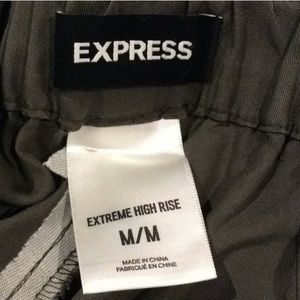 EXPRESS
EXTREME HIGH RISE
M/M
MADE IN CHINA
FABRIQUÉ EN CHINE